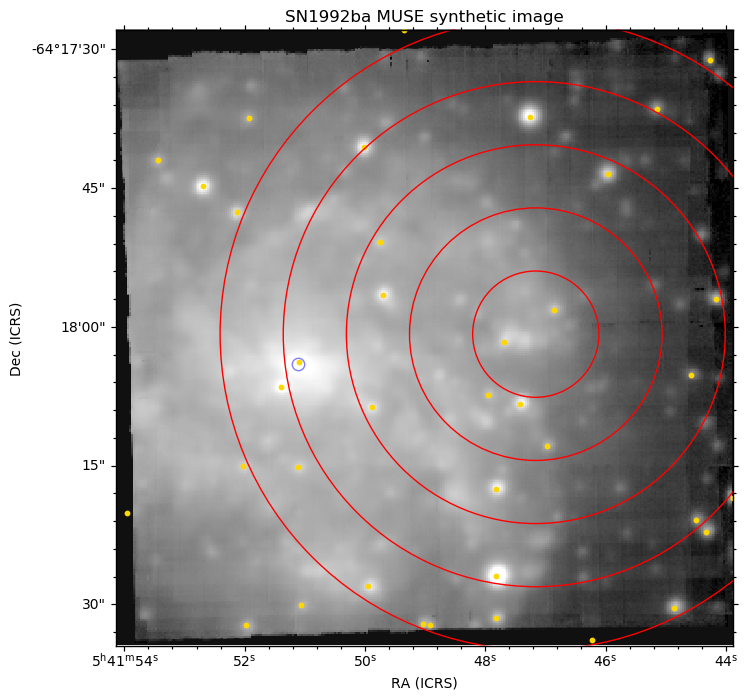 SN1992ba MUSE synthetic image
-64°17'30"
45"
18'00"
15"
30"
Dec (ICRS)
5ʰ41ᵐ54ˢ
52ˢ
50ˢ
48ˢ
46ˢ
44ˢ
RA (ICRS)